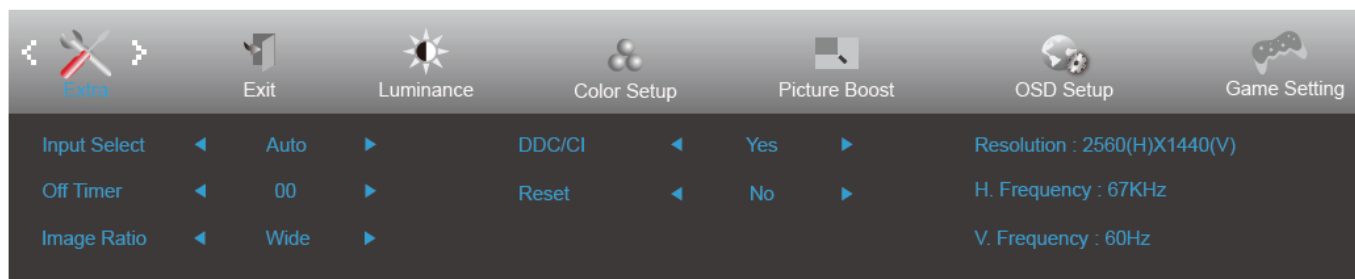 Extra Exit Luminance Color Setup Picture Boost OSD Setup Game Setting
Input Select Auto DDC/CI Yes Resolution : 2560(H)X1440(V)
Off Timer 00 Reset No H. Frequency : 67KHz
Image Ratio Wide V. Frequency : 60Hz